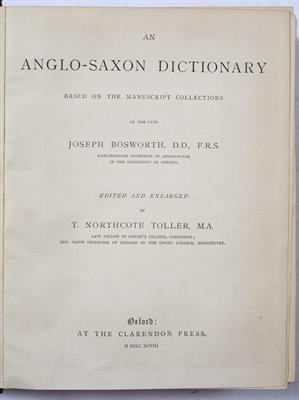 AN
ANGLO-SAXON DICTIONARY
BASED ON THE MANUSCRIPT COLLECTIONS
OF THE LATE
JOSEPH BOSWORTH, D.D., F.R.S.
RAWLINSONIAN PROFESSOR OF ANGLO-SAXON
IN THE UNIVERSITY OF OXFORD.
EDITED AND ENLARGED
BY
T. NORTHCOTE TOLLER, M.A.
LATE FELLOW OF CHRIST'S COLLEGE, CAMBRIDGE;
AND SMITH PROFESSOR OF ENGLISH IN THE OWENS COLLEGE, MANCHESTER.
Oxford:
AT THE CLARENDON PRESS.
M DCCC XCVIII